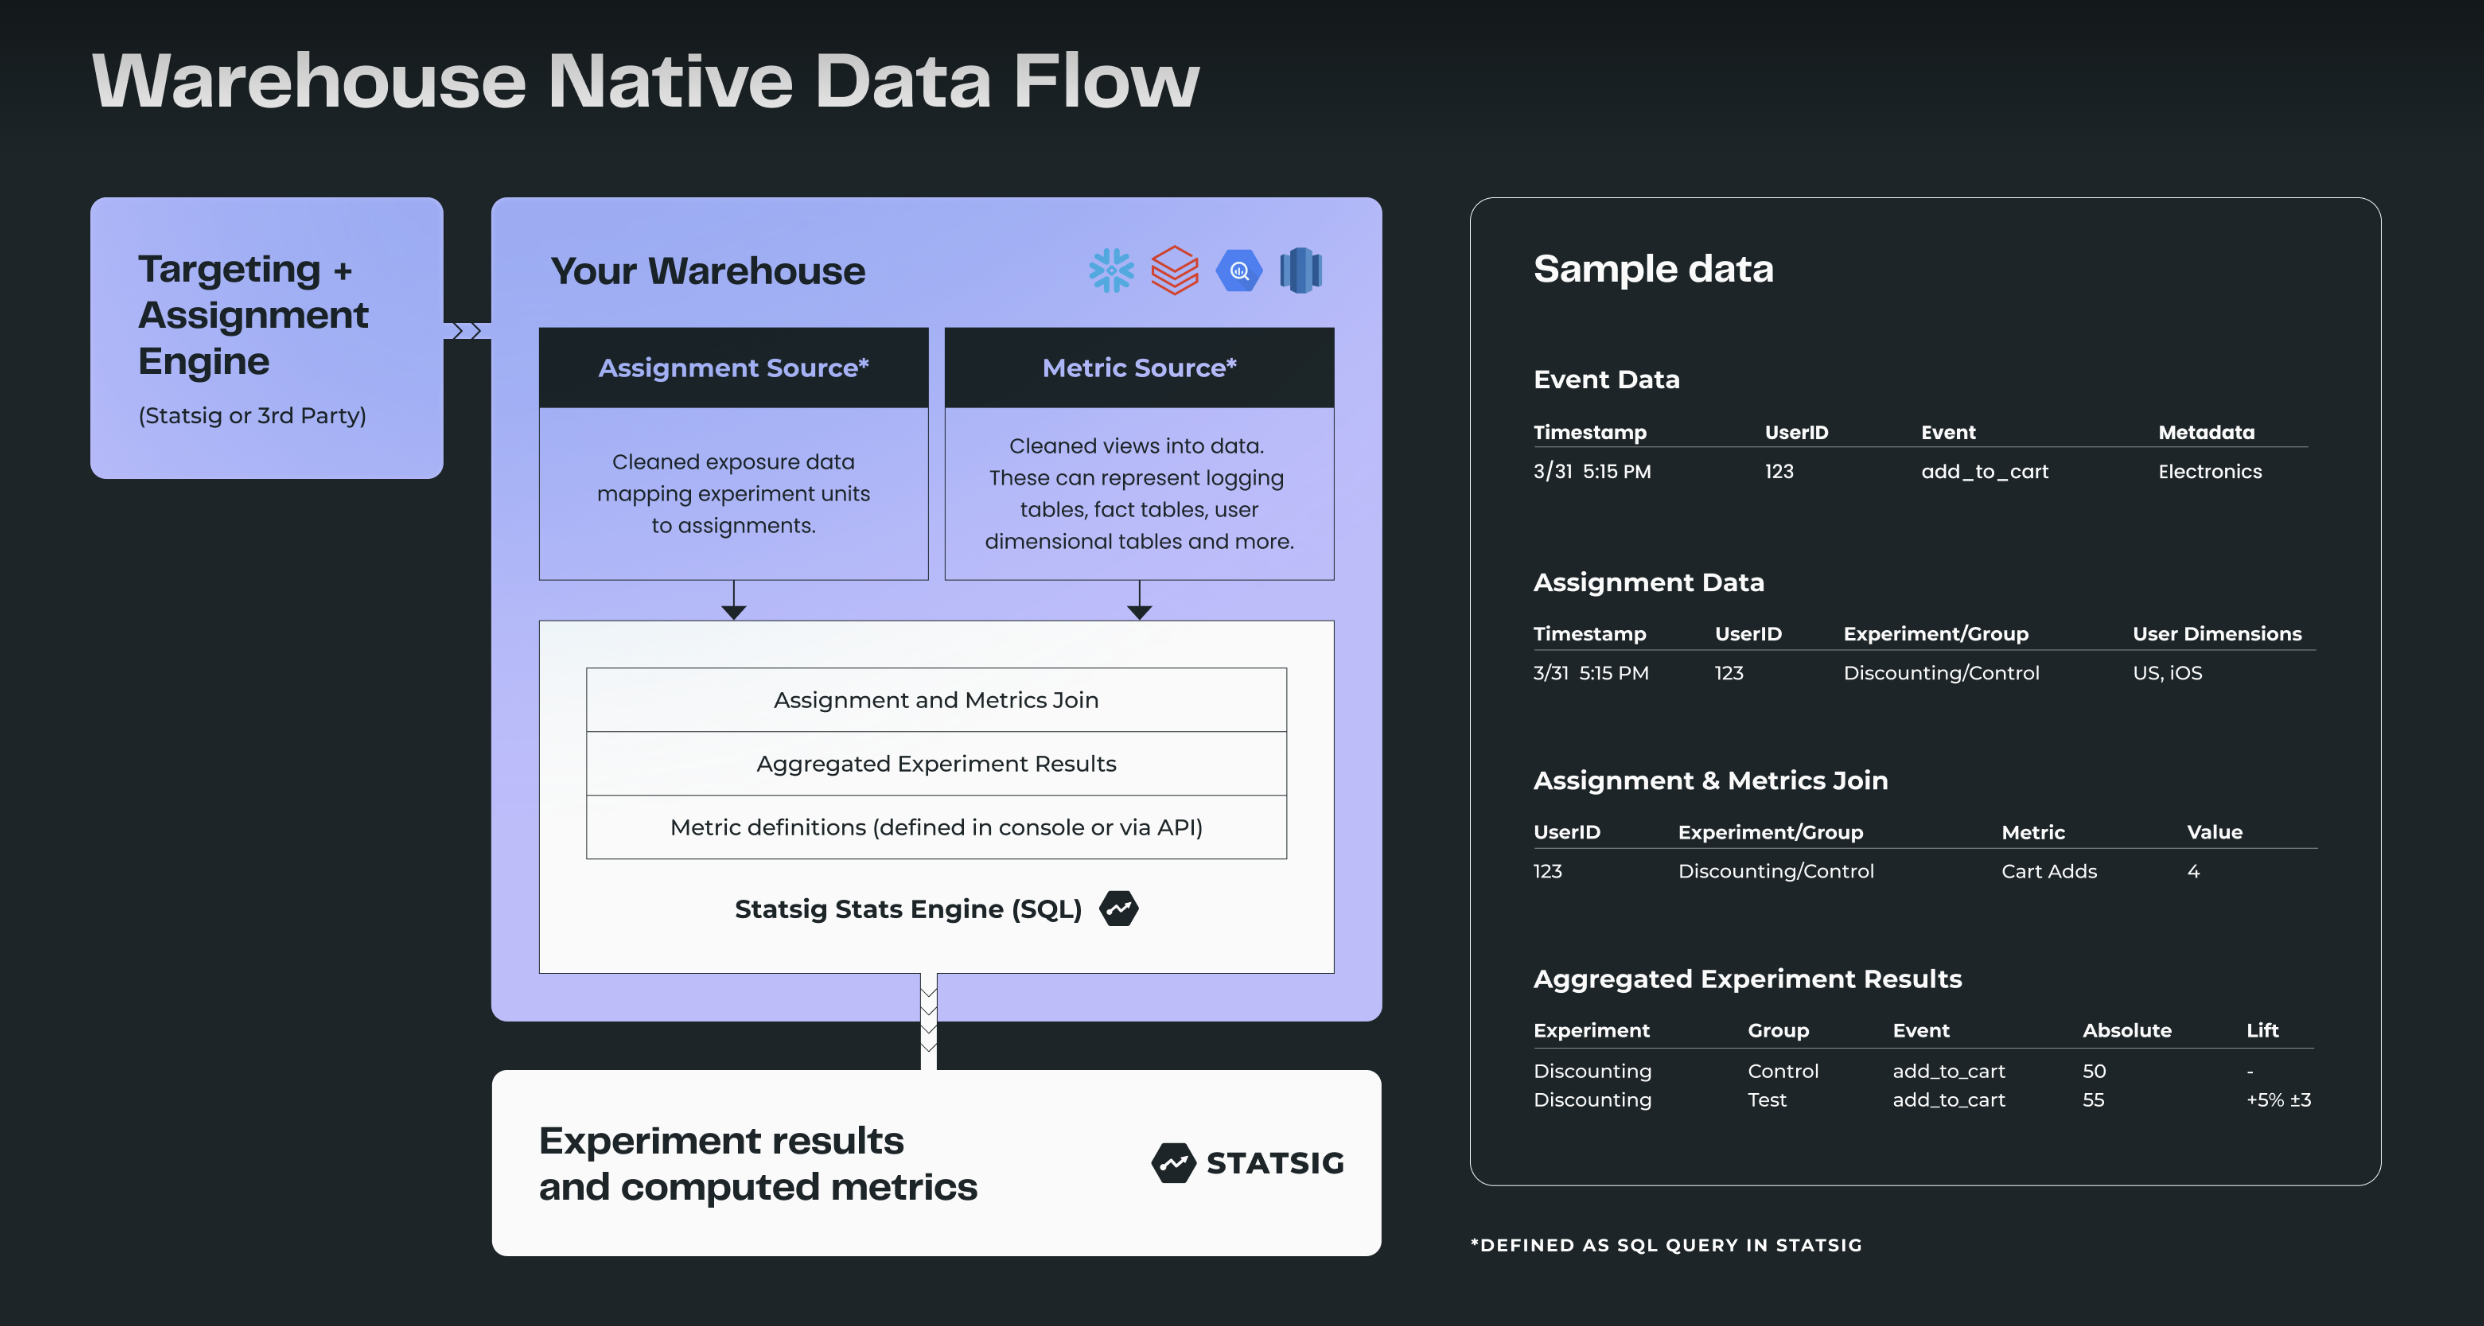 Warehouse Native Data Flow
Targeting +
Assignment
Engine
(Statsig or 3rd Party)
Your Warehouse
Assignment Source*
Cleaned exposure data
mapping experiment units
to assignments.
Metric Source*
Cleaned views into data.
These can represent logging
tables, fact tables, user
dimensional tables and more.
Assignment and Metrics Join
Aggregated Experiment Results
Metric definitions (defined in console or via API)
Statsig Stats Engine (SQL)
Experiment results
and computed metrics
STATSIG
Sample data
Event Data
Timestamp UserID Event Metadata
3/31 5:15 PM 123 add_to_cart Electronics
Assignment Data
Timestamp UserID Experiment/Group User Dimensions
3/31 5:15 PM 123 Discounting/Control US, iOS
Assignment & Metrics Join
UserID Experiment/Group Metric Value
123 Discounting/Control Cart Adds 4
Aggregated Experiment Results
Experiment Group Event Absolute Lift
Discounting Control add_to_cart 50 -
Discounting Test add_to_cart 55 +5% ±3
*DEFINED AS SQL QUERY IN STATSIG